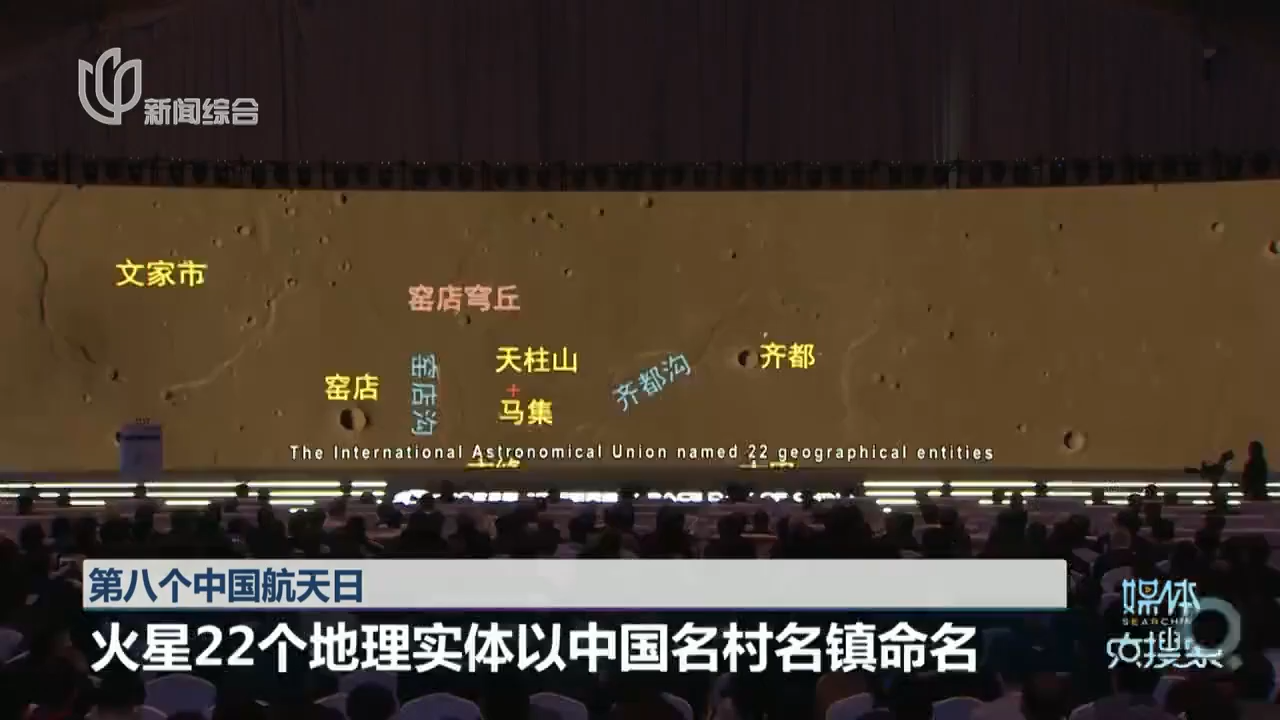 新闻综合
文家市
窑店穹丘
天柱山
齐都
窑店
窑店沟
齐都沟
马集
The International Astronomical Union named 22 geographical entities
第八个中国航天日
火星22个地理实体以中国名村名镇命名
媒体
SEARCHIN
大搜索